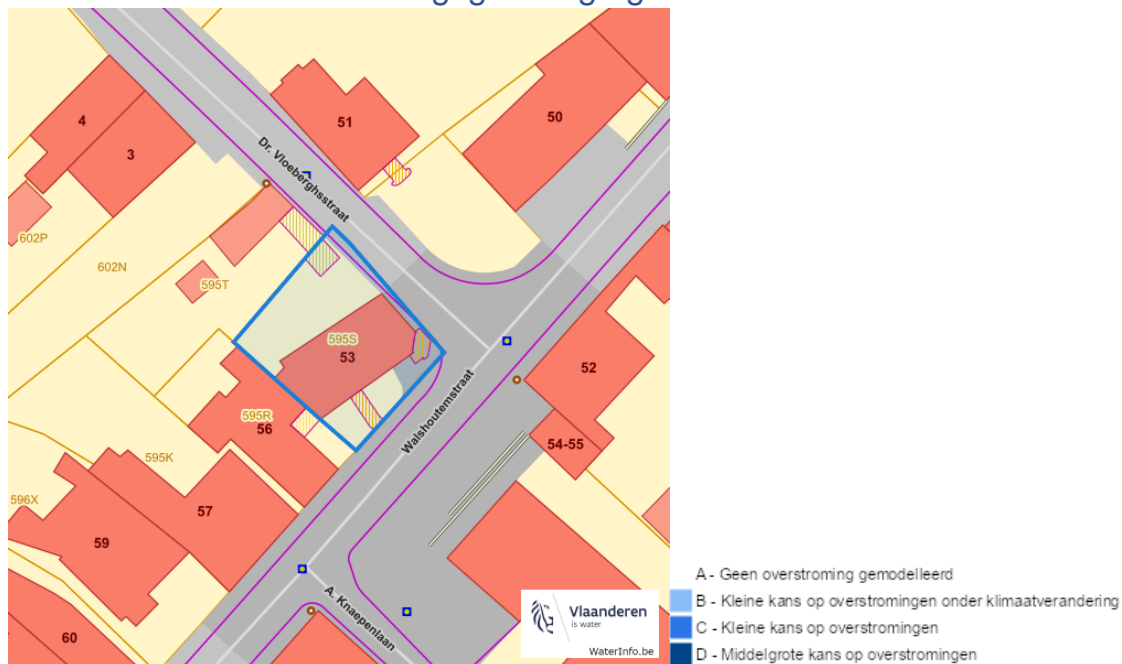 4
3
51
50
Dr. Vloeberghsstraat
602P
602N
595T
595S
53
52
Walshoutemstraat
595R
56
54-55
595K
596X
57
59
60
A. Knaepenlaan
Vlaanderen
is water
WaterInfo.be
A - Geen overstroming gemodelleerd
B - Kleine kans op overstromingen onder klimaatverandering
C - Kleine kans op overstromingen
D - Middelgrote kans op overstromingen